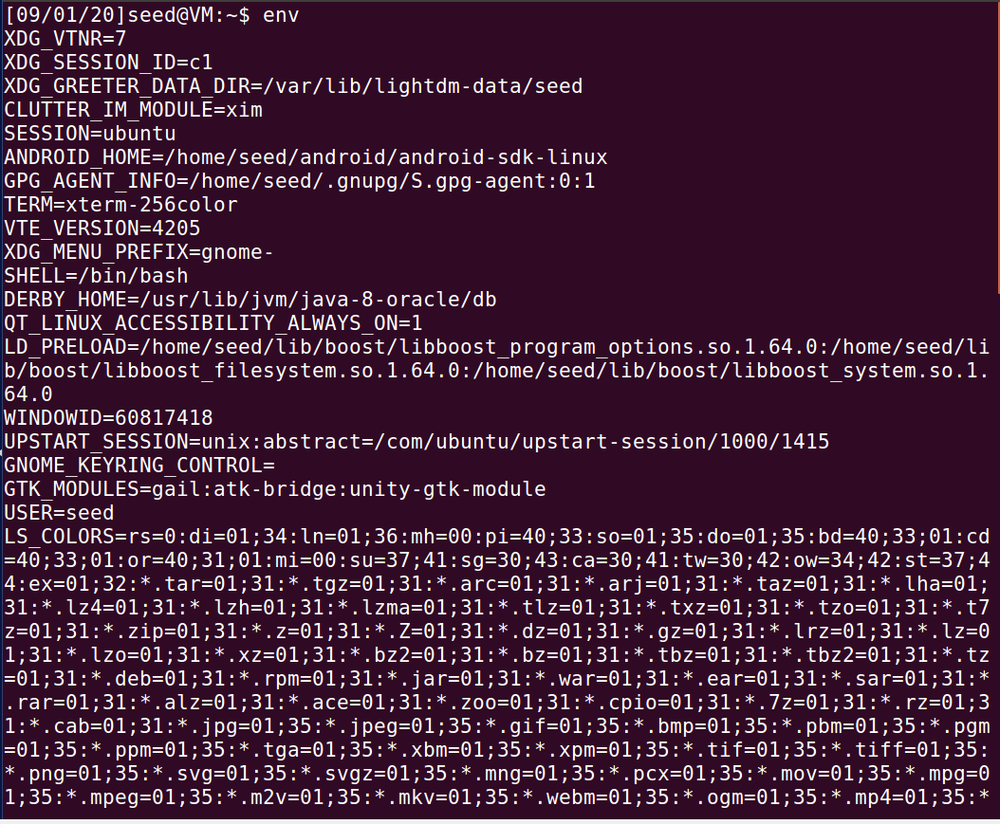 [09/01/20]seed@VM:~$ env
XDG_VTNR=7
XDG_SESSION_ID=c1
XDG_GREETER_DATA_DIR=/var/lib/lightdm-data/seed
CLUTTER_IM_MODULE=xim
SESSION=ubuntu
ANDROID_HOME=/home/seed/android/android-sdk-linux
GPG_AGENT_INFO=/home/seed/.gnupg/S.gpg-agent:0:1
TERM=xterm-256color
VTE_VERSION=4205
XDG_MENU_PREFIX=gnome-
SHELL=/bin/bash
DERBY_HOME=/usr/lib/jvm/java-8-oracle/db
QT_LINUX_ACCESSIBILITY_ALWAYS_ON=1
LD_PRELOAD=/home/seed/lib/boost/libboost_program_options.so.1.64.0:/home/seed/li
b/boost/libboost_filesystem.so.1.64.0:/home/seed/lib/boost/libboost_system.so.1.
64.0
WINDOWID=60817418
UPSTART_SESSION=unix:abstract=/com/ubuntu/upstart-session/1000/1415
GNOME_KEYRING_CONTROL=
GTK_MODULES=gail:atk-bridge:unity-gtk-module
USER=seed
LS_COLORS=rs=0:di=01;34:ln=01;36:mh=00:pi=40;33:so=01;35:do=01;35:bd=40;33;01:cd
=40;33;01:or=40;31;01:mi=00:su=37;41:sg=30;43:ca=30;41:tw=30;42:ow=34;42:st=37;4
4:ex=01;32:*.tar=01;31:*.tgz=01;31:*.arc=01;31:*.arj=01;31:*.taz=01;31:*.lha=01;
31:*.lz4=01;31:*.lzh=01;31:*.lzma=01;31:*.tlz=01;31:*.txz=01;31:*.tzo=01;31:*.t7
z=01;31:*.zip=01;31:*.z=01;31:*.Z=01;31:*.dz=01;31:*.gz=01;31:*.lrz=01;31:*.lz=0
1;31:*.lzo=01;31:*.xz=01;31:*.bz2=01;31:*.bz=01;31:*.tbz=01;31:*.tbz2=01;31:*.tz
=01;31:*.deb=01;31:*.rpm=01;31:*.jar=01;31:*.war=01;31:*.ear=01;31:*.sar=01;31:*
.rar=01;31:*.alz=01;31:*.ace=01;31:*.zoo=01;31:*.cpio=01;31:*.7z=01;31:*.rz=01;3
1:*.cab=01;31:*.jpg=01;35:*.jpeg=01;35:*.gif=01;35:*.bmp=01;35:*.pbm=01;35:*.pgm
=01;35:*.ppm=01;35:*.tga=01;35:*.xbm=01;35:*.xpm=01;35:*.tif=01;35:*.tiff=01;35:
*.png=01;35:*.svg=01;35:*.svgz=01;35:*.mng=01;35:*.pcx=01;35:*.mov=01;35:*.mpg=0
1;35:*.mpeg=01;35:*.m2v=01;35:*.mkv=01;35:*.webm=01;35:*.ogm=01;35:*.mp4=01;35:*